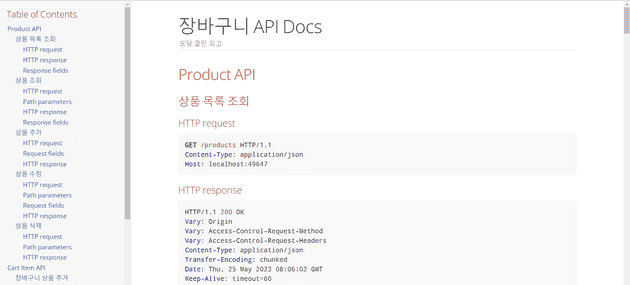 Table of Contents
Product API
상품 목록 조회
HTTP request
HTTP response
Response fields
상품 조회
HTTP request
Path parameters
HTTP response
Response fields
상품 추가
HTTP request
Request fields
HTTP response
상품 수정
HTTP request
Path parameters
Request fields
HTTP response
상품 삭제
HTTP request
Path parameters
HTTP response
Cart Item API
장바구니 상품 추가
장바구니 API Docs
포당 클린 최고
Product API
상품 목록 조회
HTTP request
GET /products HTTP/1.1
Content-Type: application/json
Host: localhost:49647
HTTP response
HTTP/1.1 200 OK
Vary: Origin
Vary: Access-Control-Request-Method
Vary: Access-Control-Request-Headers
Content-Type: application/json
Transfer-Encoding: chunked
Date: Thu, 25 May 2023 08:06:02 GMT
Keep-Alive: timeout=60